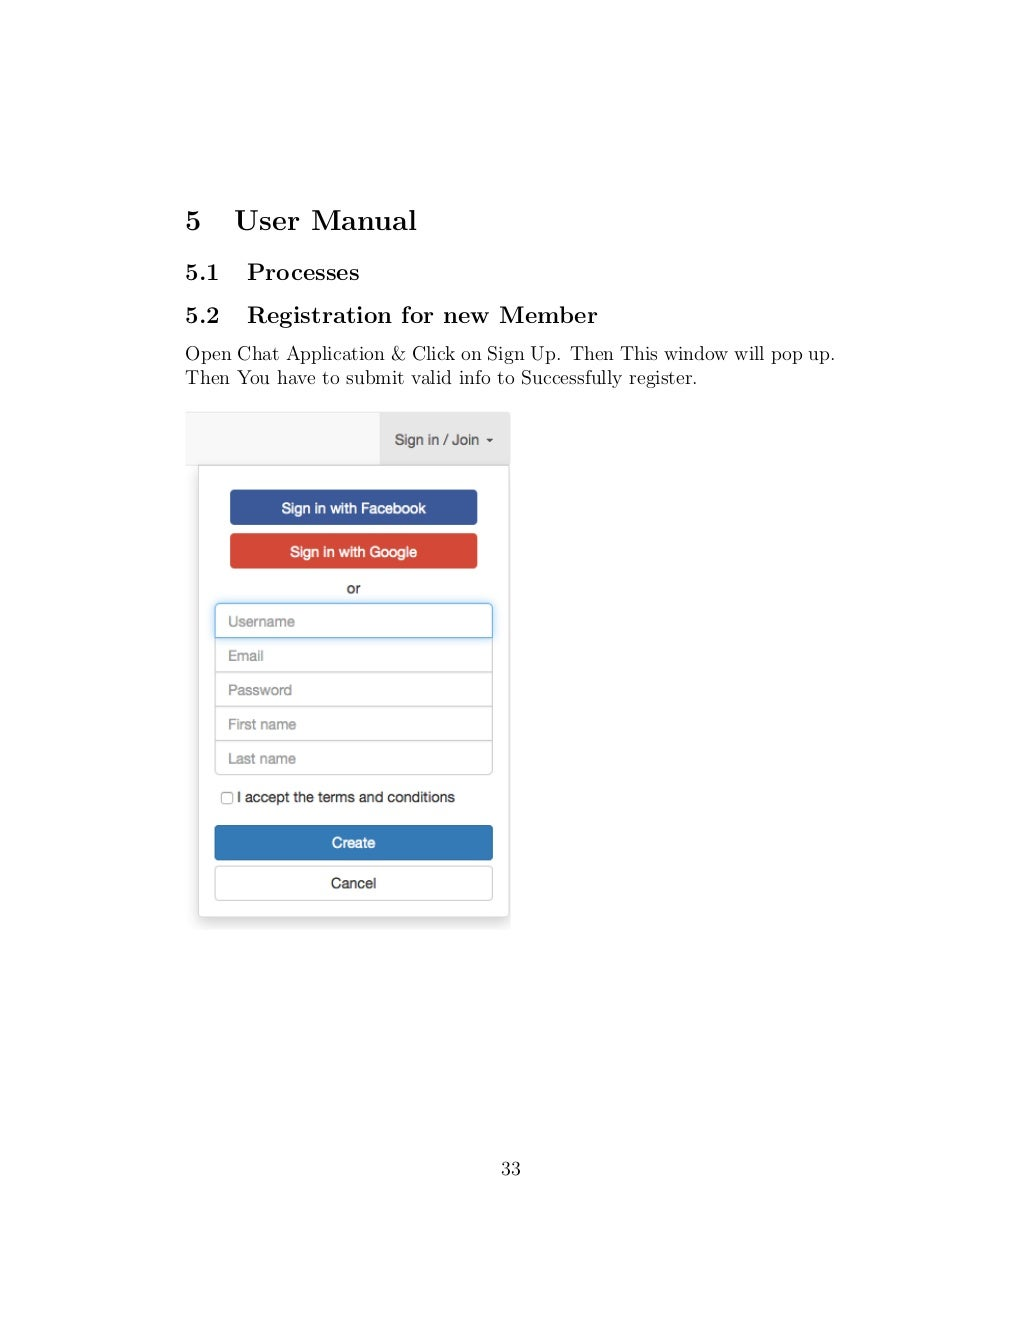 5 User Manual
5.1 Processes
5.2 Registration for new Member
Open Chat Application & Click on Sign Up. Then This window will pop up.
Then You have to submit valid info to Successfully register.
Sign in / Join
Sign in with Facebook
Sign in with Google
or
Username
Email
Password
First name
Last name
I accept the terms and conditions
Create
Cancel
33